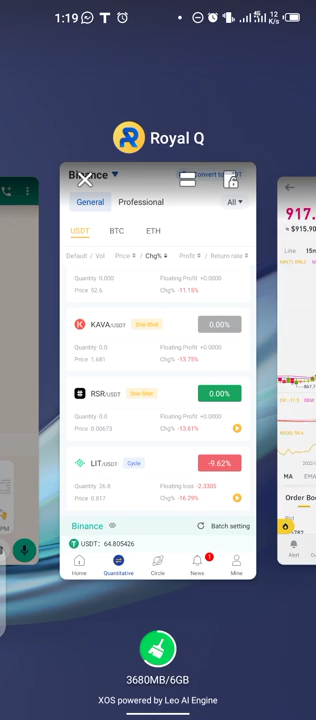 1:19 T 4G 12 K/s
Royal Q
Binance Convert to
General Professional All
USDT BTC ETH
Default / Vol Price / Chg% Profit Return rate
Quantity 0.000 Floating Profit +0.0000
Price 52.6 Chg% -11.15%
KAVA/USDT One Shot 0.00%
Quantity 0.0 Floating Profit +0.0000
Price 1.681 Chg% -13.75%
RSR/USDT One Shot 0.00%
Quantity 0.0 Floating Profit +0.0000
Price 0.00673 Chg% -13.61%
LIT/USDT Cycle -9.62%
Quantity 26.8 Floating loss -2.3305
Price 0.817 Chg% -16.29%
Binance Batch setting
USDT: 64.805426
Home Quantitative Circle News 1 Mine
PM
917.
≈ $915.90
Line 15m
MA EMA
Order Boo
Alert
3680MB/6GB
XOS powered by Leo AI Engine